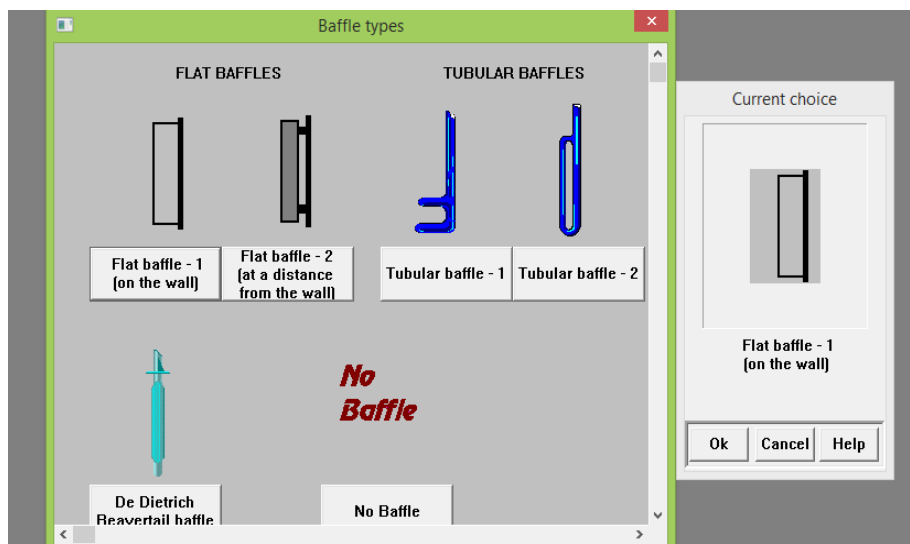 Baffle types
FLAT BAFFLES
TUBULAR BAFFLES
Flat baffle - 1
(on the wall)
Flat baffle - 2
(at a distance
from the wall)
Tubular baffle - 1
Tubular baffle - 2
De Dietrich
Beavertail baffle
No
Baffle
No Baffle
Current choice
Flat baffle - 1
(on the wall)
Ok
Cancel
Help